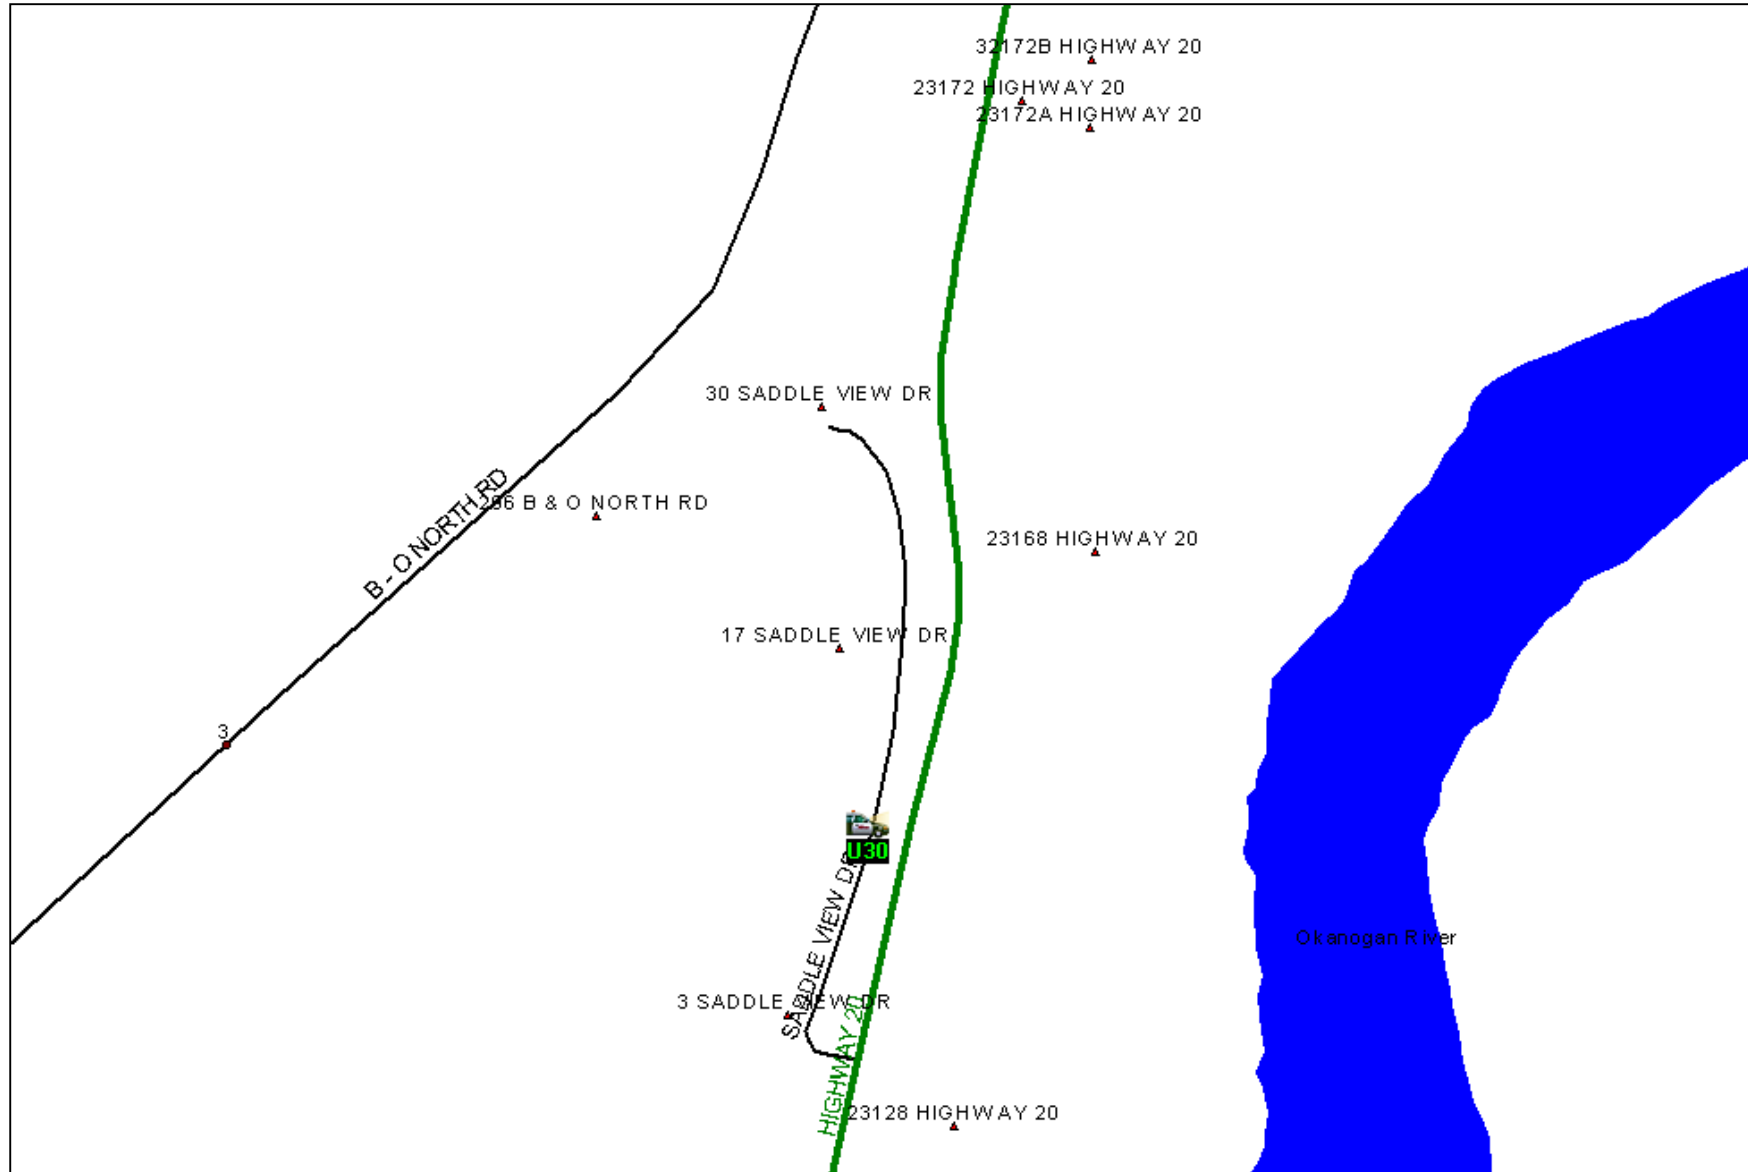 32172B HIGHWAY 20
23172 HIGHWAY 20
23172A HIGHWAY 20
30 SADDLE VIEW DR
B - O NORTH RD
B & O NORTH RD
23168 HIGHWAY 20
17 SADDLE VIEW DR
3
U30
SADDLE VIEW DR
Okanogan River
3 SADDLE VIEW DR
HIGHWAY 20
23128 HIGHWAY 20